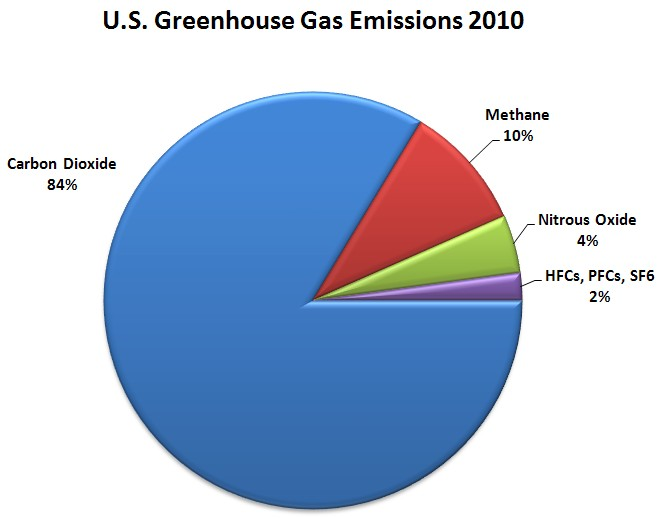 U.S. Greenhouse Gas Emissions 2010
Methane
10%
Carbon Dioxide
84%
Nitrous Oxide
4%
HFCs, PFCs, SF6
2%